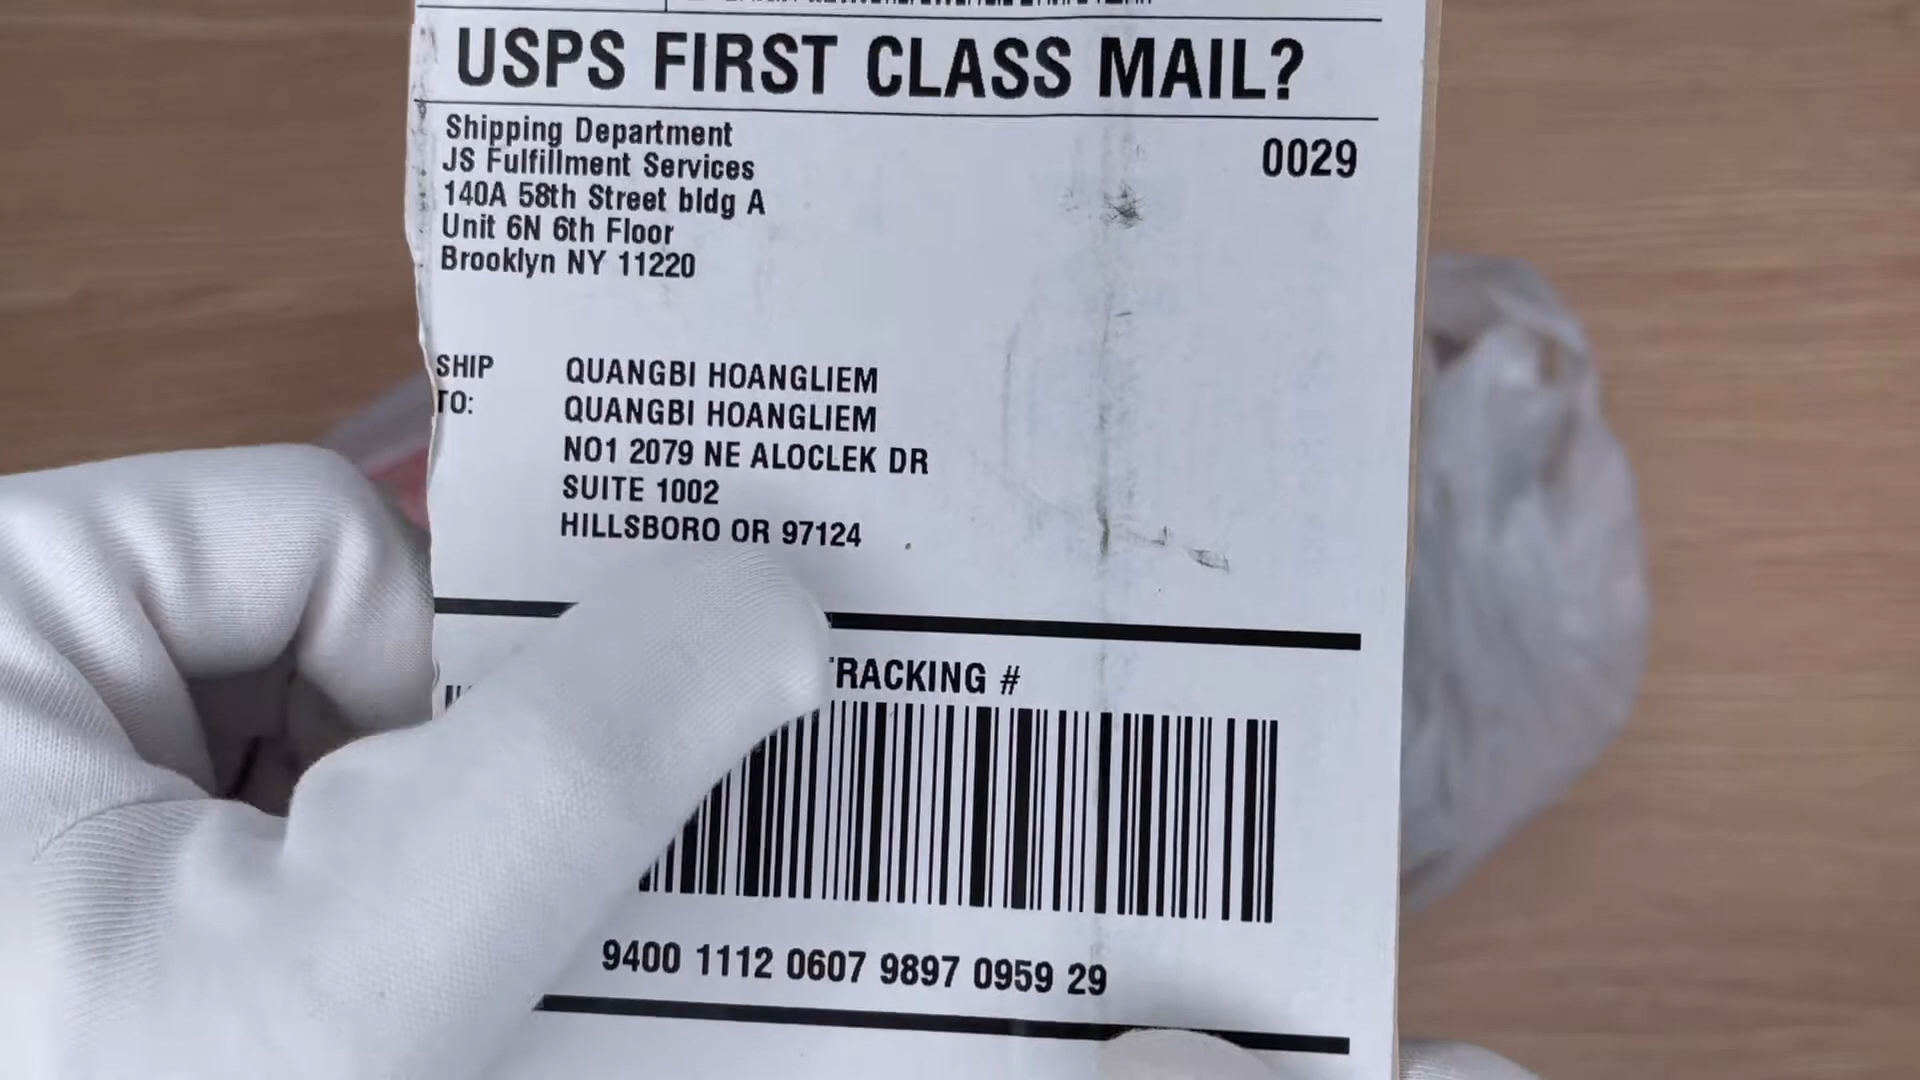 USPS FIRST CLASS MAIL?
Shipping Department
JS Fulfillment Services
140A 58th Street bldg A
Unit 6N 6th Floor
Brooklyn NY 11220
0029
SHIP
TO:
QUANGBI HOANGLIEM
QUANGBI HOANGLIEM
NO1 2079 NE ALOCLEK DR
SUITE 1002
HILLSBORO OR 97124
RACKING #
9400 1112 0607 9897 0959 29